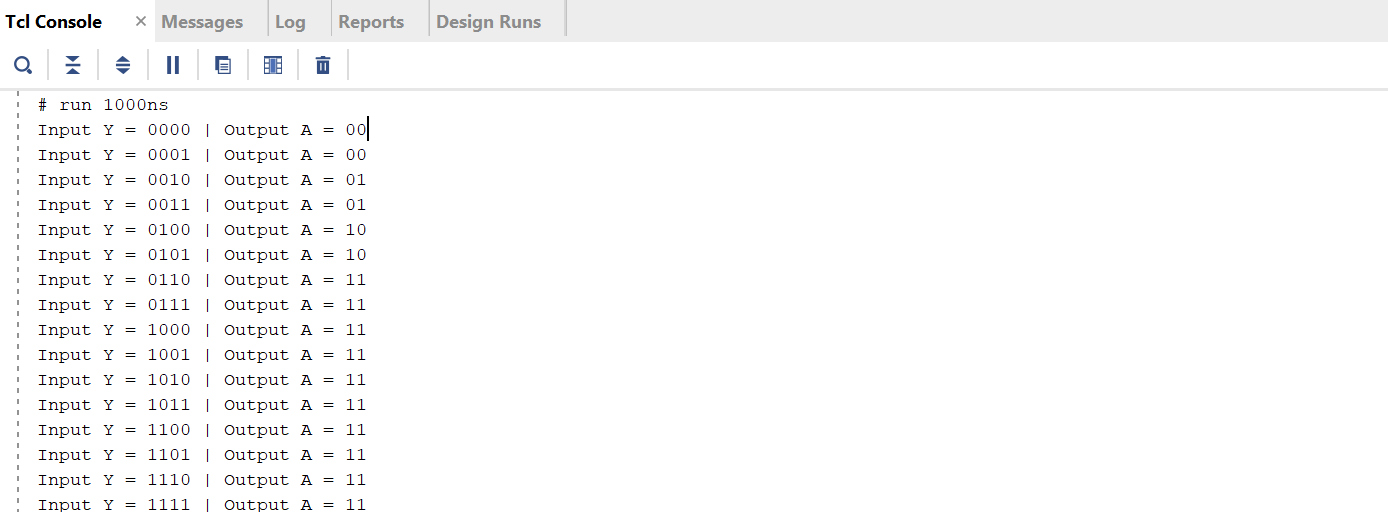 Tcl Console × Messages Log Reports Design Runs
# run 1000ns
Input Y = 0000 | Output A = 00
Input Y = 0001 | Output A = 00
Input Y = 0010 | Output A = 01
Input Y = 0011 | Output A = 01
Input Y = 0100 | Output A = 10
Input Y = 0101 | Output A = 10
Input Y = 0110 | Output A = 11
Input Y = 0111 | Output A = 11
Input Y = 1000 | Output A = 11
Input Y = 1001 | Output A = 11
Input Y = 1010 | Output A = 11
Input Y = 1011 | Output A = 11
Input Y = 1100 | Output A = 11
Input Y = 1101 | Output A = 11
Input Y = 1110 | Output A = 11
Input Y = 1111 | Output A = 11